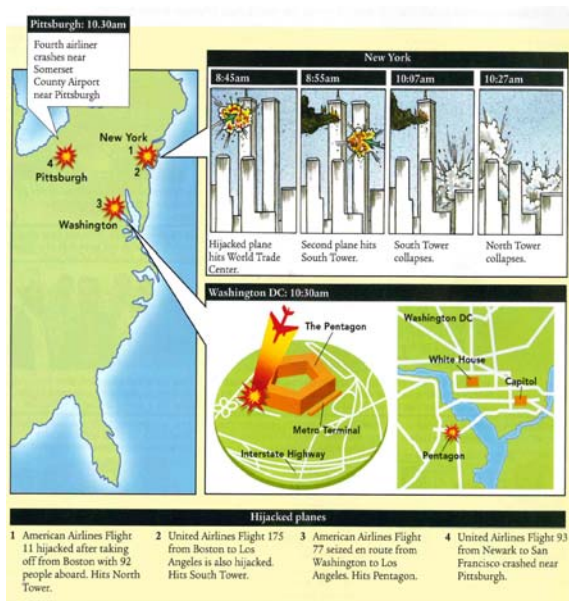 Pittsburgh: 10.30am
Fourth airliner
crashes near
Somerset
County Airport
near Pittsburgh
New York
1
2
4
Pittsburgh
3
Washington
New York
8:45am
8:55am
10:07am
10:27am
Hijacked plane
hits World Trade
Center.
Second plane hits
South Tower.
South Tower
collapses.
North Tower
collapses.
Washington DC: 10:30am
The Pentagon
Metro Terminal
Interstate Highway
Washington DC
White House
Capitol
Pentagon
Hijacked planes
1 American Airlines Flight
11 hijacked after taking
off from Boston with 92
people aboard. Hits North
Tower.
2 United Airlines Flight 175
from Boston to Los
Angeles is also hijacked.
Hits South Tower.
3 American Airlines Flight
77 seized en route from
Washington to Los
Angeles. Hits Pentagon.
4 United Airlines Flight 93
from Newark to San
Francisco crashed near
Pittsburgh.